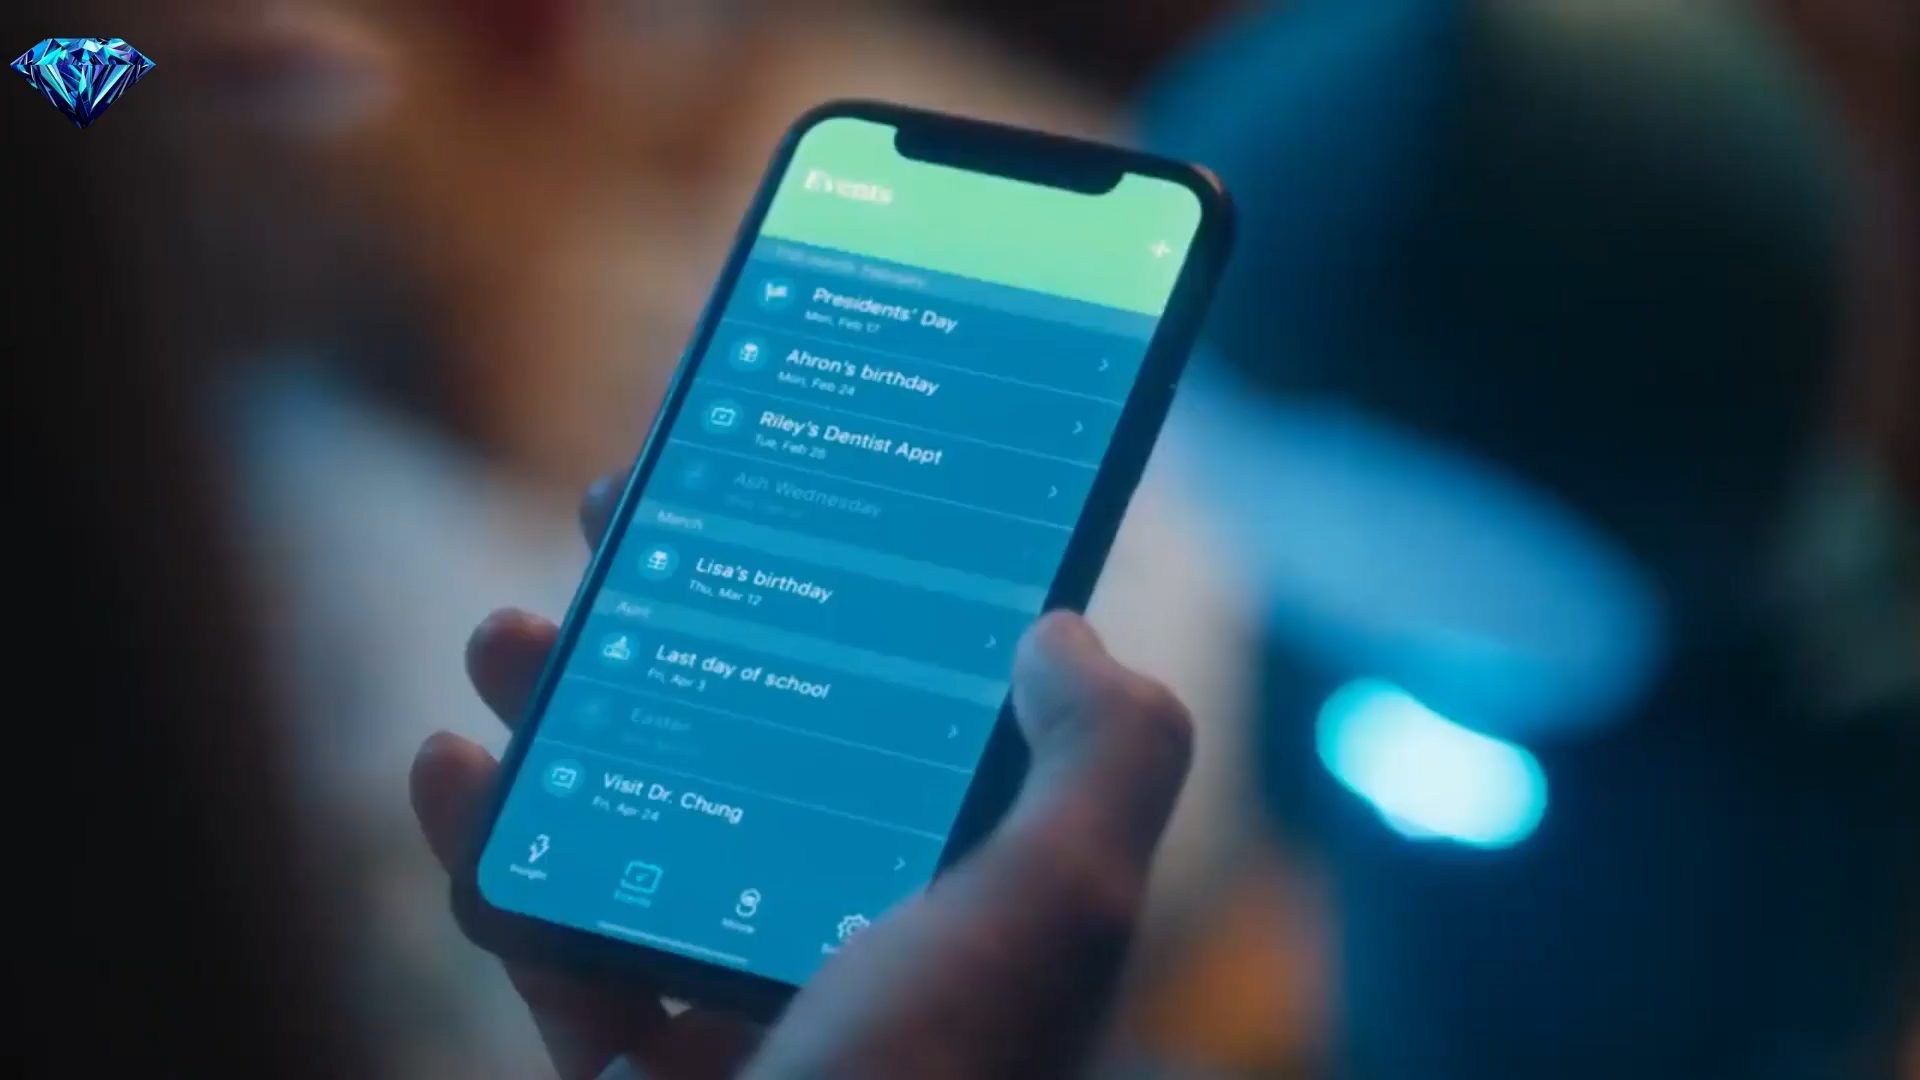 Events
Presidents' Day
Mon, Feb 17
Ahron's birthday
Mon, Feb 24
Riley's Dentist Appt
Tue, Feb 25
Ash Wednesday
March
Lisa's birthday
Thu, Mar 12
April
Last day of school
Fri, Apr 3
Easter
Visit Dr. Chung
Fri, Apr 24
Insight
Events